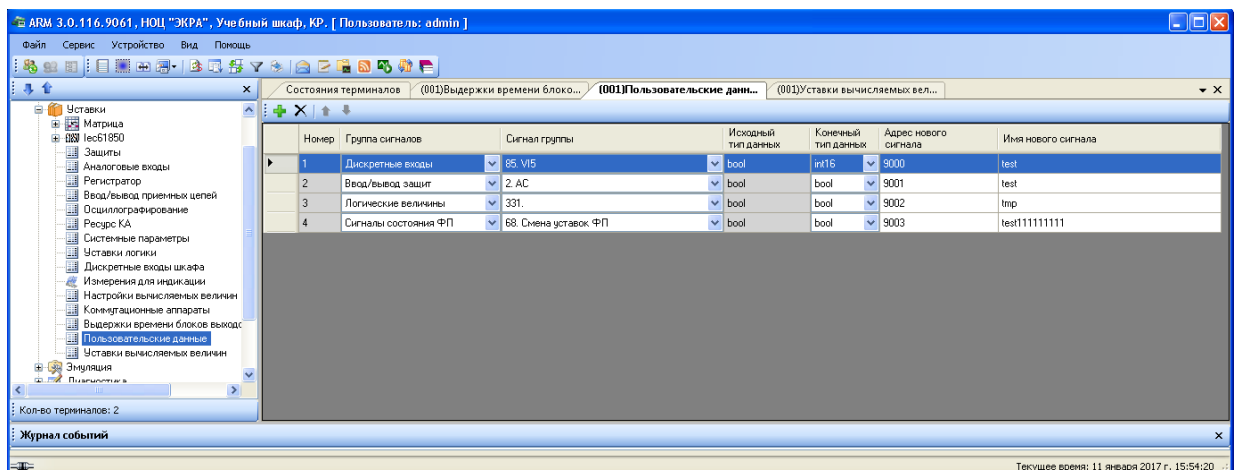 ARM 3.0.116.9061, НОЦ "ЭКРА", Учебный шкаф, КР. [ Пользователь: admin ]
Файл Сервис Устройство Вид Помощь
Состояния терминалов (001)Выдержки времени блоко... (001)Пользовательские данн... (001)Уставки вычисляемых вел...
Уставки
Матрица
Iec61850
Защиты
Аналоговые входы
Регистратор
Ввод/вывод приемных цепей
Осциллографирование
Ресурс КА
Системные параметры
Уставки логики
Дискретные входы шкафа
Измерения для индикации
Настройки вычисляемых величин
Коммутационные аппараты
Выдержки времени блоков выходс
Пользовательские данные
Уставки вычисляемых величин
Эмуляция
Диагностика
Кол-во терминалов: 2
Номер Группа сигналов Сигнал группы Исходный тип данных Конечный тип данных Адрес нового сигнала Имя нового сигнала
1 Дискретные входы 85. VI5 bool int16 9000 test
2 Ввод/вывод защит 2. АС bool bool 9001 test
3 Логические величины 331. bool bool 9002 tmp
4 Сигналы состояния ФП 68. Смена уставок ФП bool bool 9003 test111111111
Журнал событий
Текущее время: 11 января 2017 г. 15:54:20